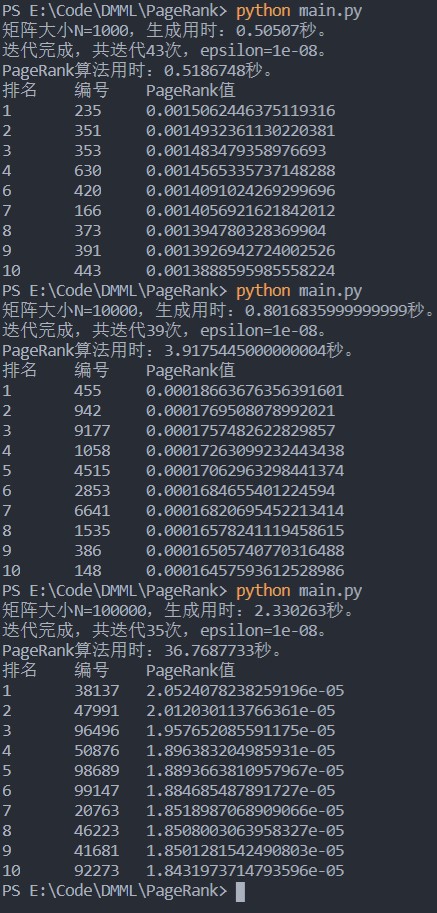 PS E:\Code\DMML\PageRank> python main.py
矩阵大小N=1000，生成用时：0.50507秒。
迭代完成，共迭代43次，epsilon=1e-08。
PageRank算法用时：0.5186748秒。
排名 编号 PageRank值
1 235 0.0015062446375119316
2 351 0.0014932361130220381
3 353 0.001483479358976693
4 630 0.0014565335737148288
6 420 0.0014091024269299696
7 166 0.0014056921621842012
8 373 0.001394780328369904
9 391 0.0013926942724002526
10 443 0.0013888595985558224
PS E:\Code\DMML\PageRank> python main.py
矩阵大小N=10000，生成用时：0.8016835999999999秒。
迭代完成，共迭代39次，epsilon=1e-08。
PageRank算法用时：3.9175445000000004秒。
排名 编号 PageRank值
1 455 0.00018663676356391601
2 942 0.0001769508078992021
3 9177 0.0001757482622829857
4 1058 0.00017263099232443438
5 4515 0.00017062963298441374
6 2853 0.0001684655401224594
7 6641 0.00016820695452213414
8 1535 0.00016578241119458615
9 386 0.00016505740770316488
10 148 0.00016457593612528986
PS E:\Code\DMML\PageRank> python main.py
矩阵大小N=100000，生成用时：2.330263秒。
迭代完成，共迭代35次，epsilon=1e-08。
PageRank算法用时：36.7687733秒。
排名 编号 PageRank值
1 38137 2.0524078238259196e-05
2 47991 2.012030113766361e-05
3 96496 1.957652085591175e-05
4 50876 1.896383204985931e-05
5 98689 1.8893663810957967e-05
6 99147 1.884685487891727e-05
7 20763 1.8518987068909066e-05
8 46223 1.8508003063958327e-05
9 41681 1.8501281542490803e-05
10 92273 1.8431973714793596e-05
PS E:\Code\DMML\PageRank>